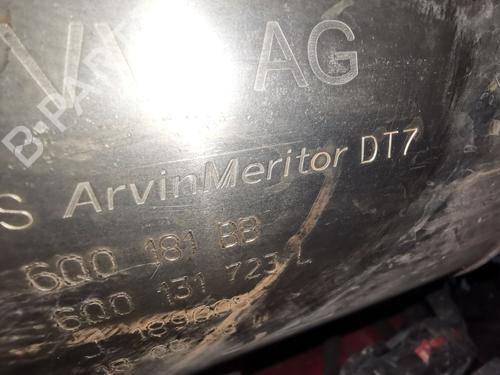 VW AG
S ArvinMeritor DT7
6Q0 181 BB
6Q0 131 723 L
B-PARTS